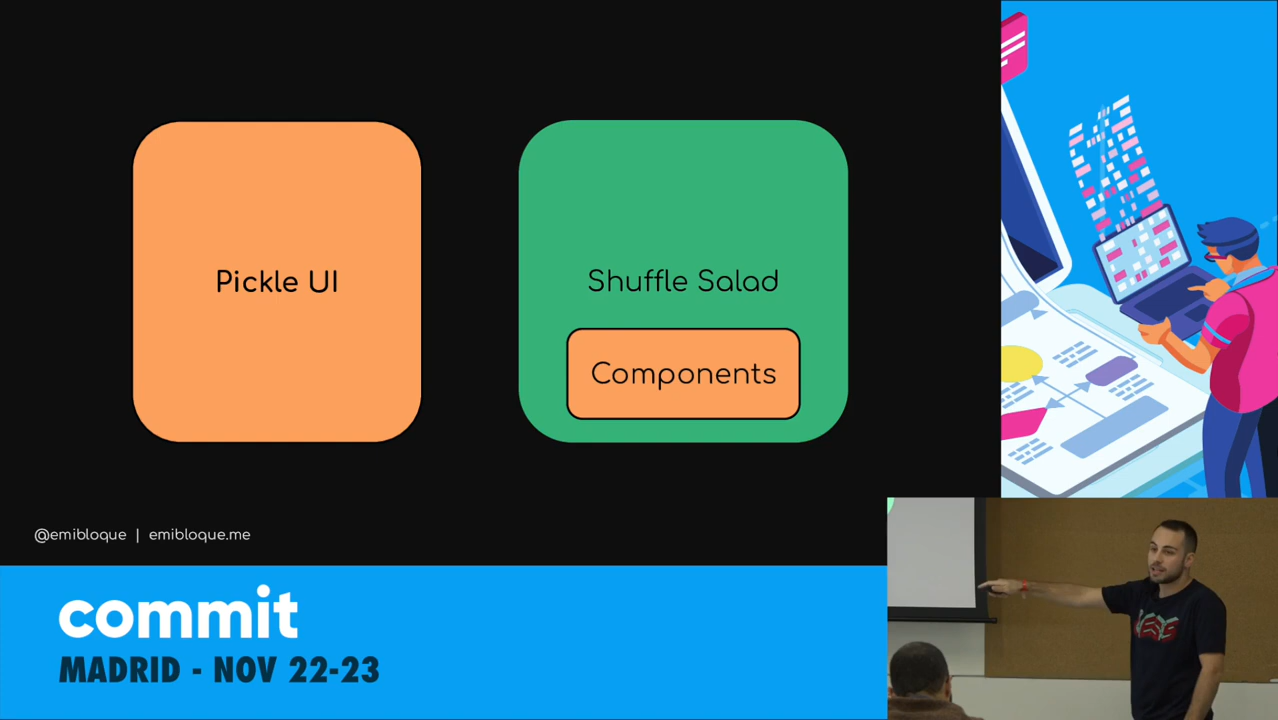 Pickle UI
Shuffle Salad
Components
@emibloque | emibloque.me
commit
MADRID - NOV 22-23